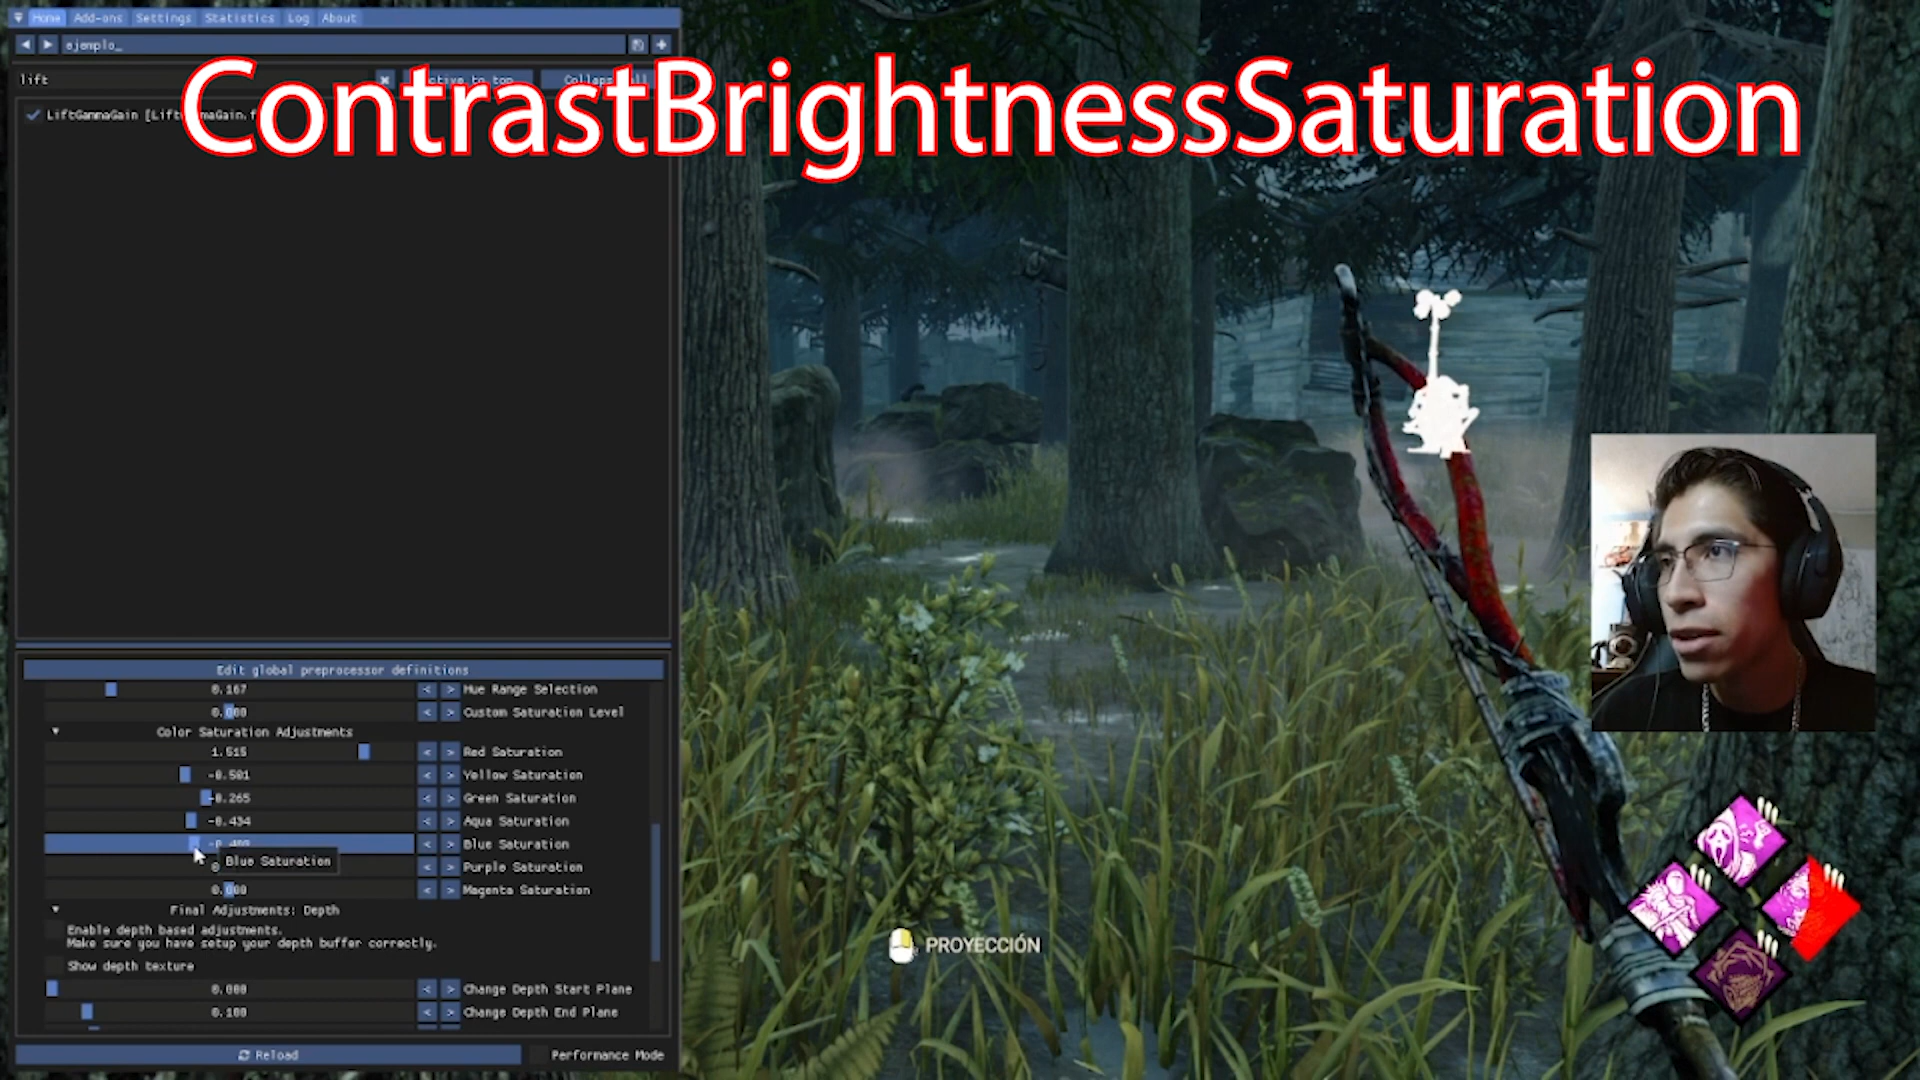 Home Add-ons Settings Statistics Log About
ejemplo_
lift
ContrastBrightnessSaturation
Edit global preprocessor definitions
0.167 < > Hue Range Selection
0.000 < > Custom Saturation Level
Color Saturation Adjustments
1.515 < > Red Saturation
-0.501 < > Yellow Saturation
-0.265 < > Green Saturation
-0.434 < > Aqua Saturation
< > Blue Saturation
Blue Saturation
< > Purple Saturation
0.000 < > Magenta Saturation
Final Adjustments: Depth
Enable depth based adjustments.
Make sure you have setup your depth buffer correctly.
Show depth texture
0.000 < > Change Depth Start Plane
0.100 < > Change Depth End Plane
Reload Performance Mode
PROYECCIÓN